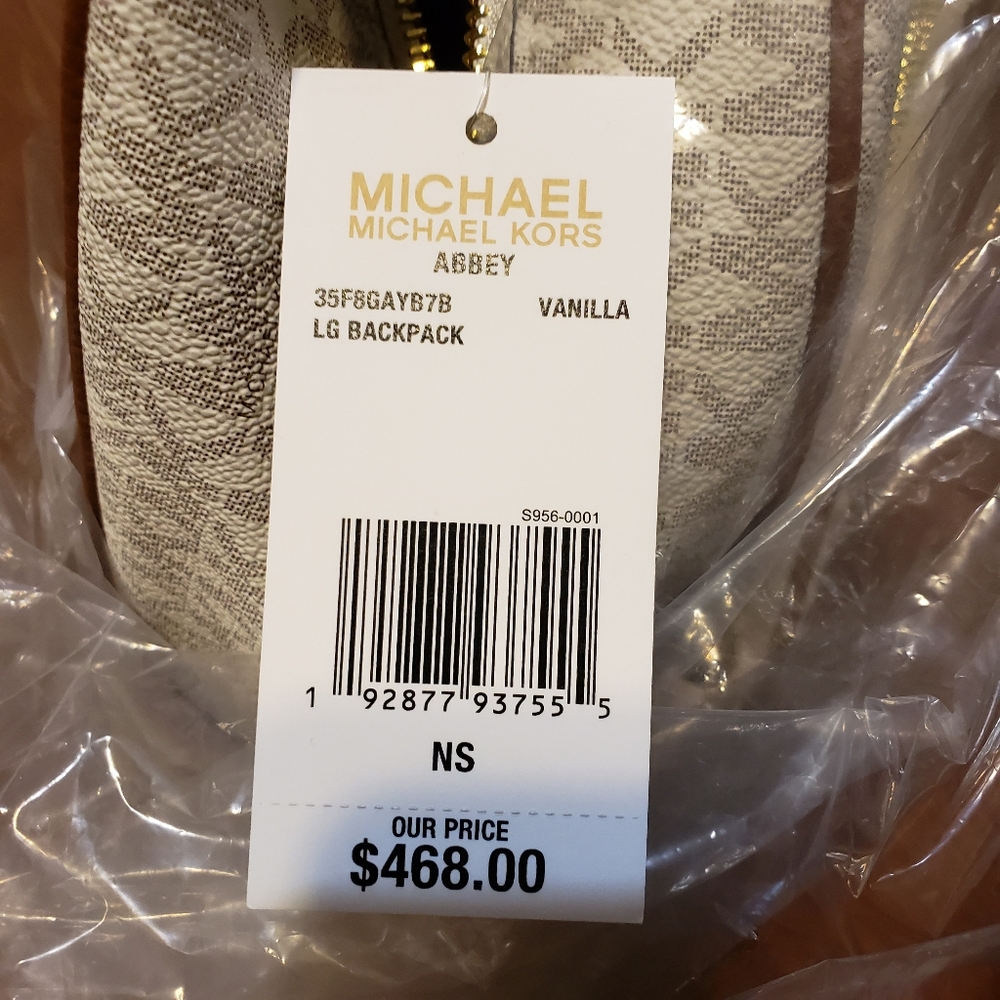 MICHAEL
MICHAEL KORS
ABBEY
35F8GAYB7B VANILLA
LG BACKPACK
S956-0001
1 92877 93755 5
NS
OUR PRICE
$468.00